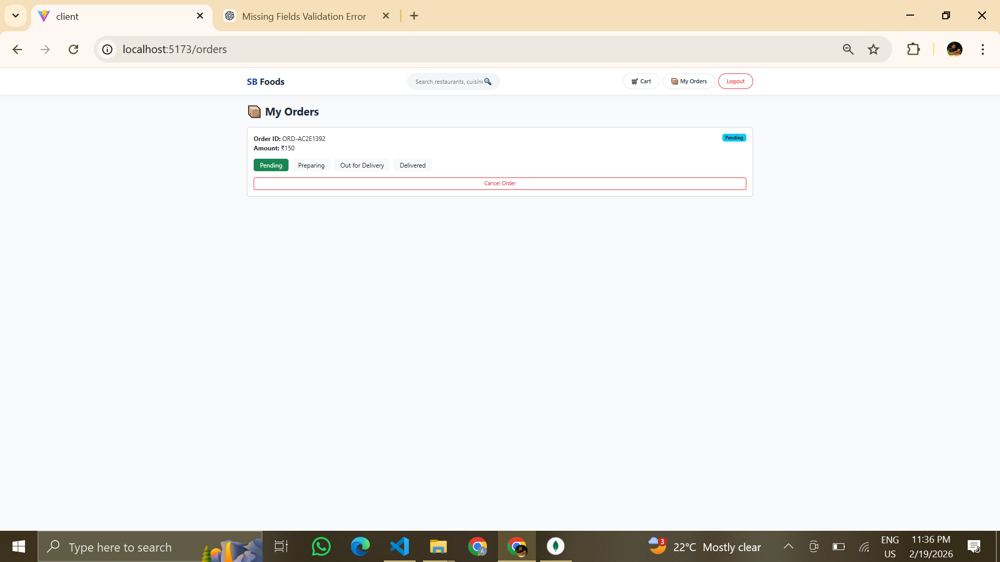 client
Missing Fields Validation Error
localhost:5173/orders
SB Foods
Search restaurants, cuisine
Cart
My Orders
Logout
My Orders
Order ID: ORD-AC2E1392
Pending
Amount: ₹150
Pending
Preparing
Out for Delivery
Delivered
Cancel Order
Type here to search
A
3
22°C Mostly clear
ENG
US
11:36 PM
2/19/2026